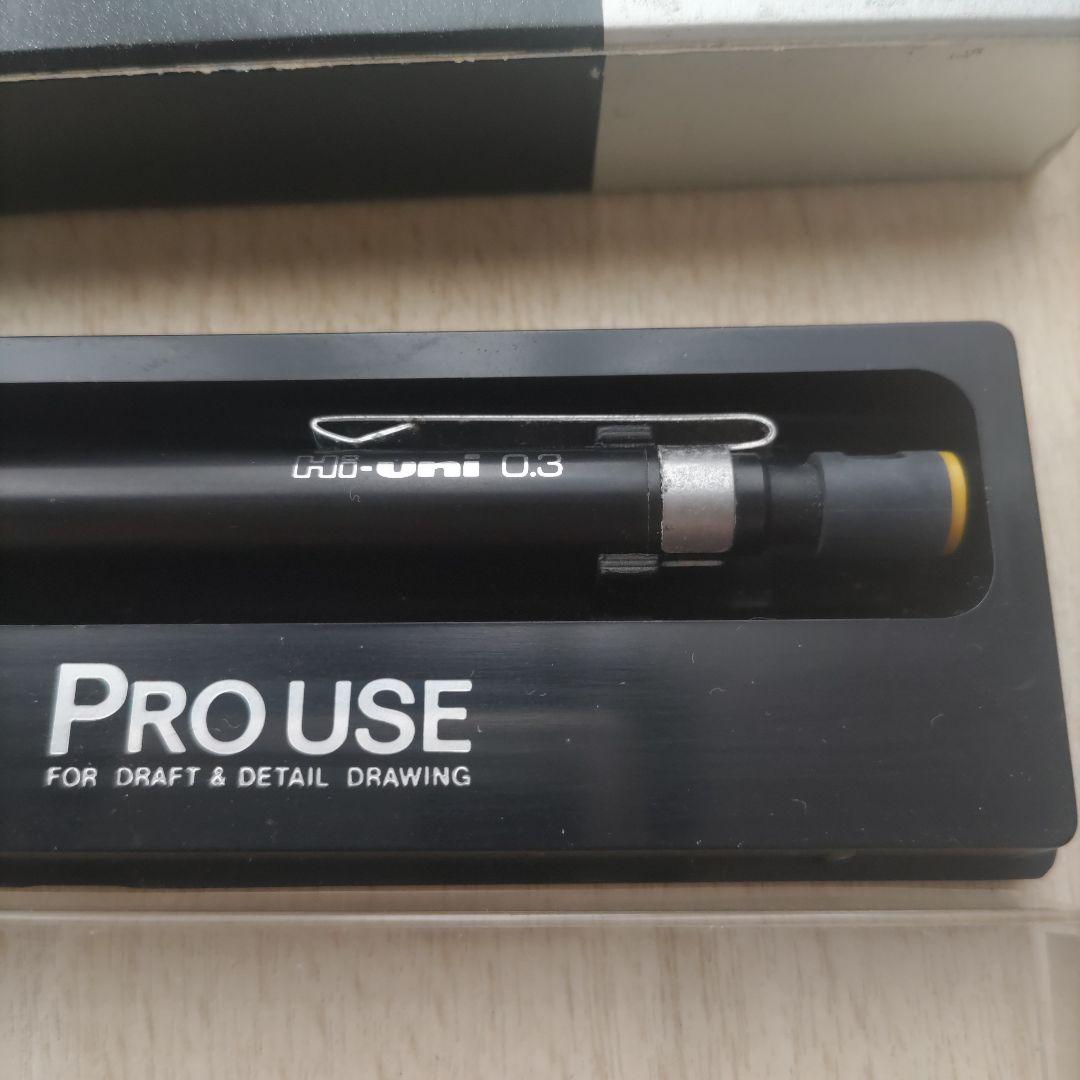 Hi-uni 0.3
PRO USE
FOR DRAFT & DETAIL DRAWING